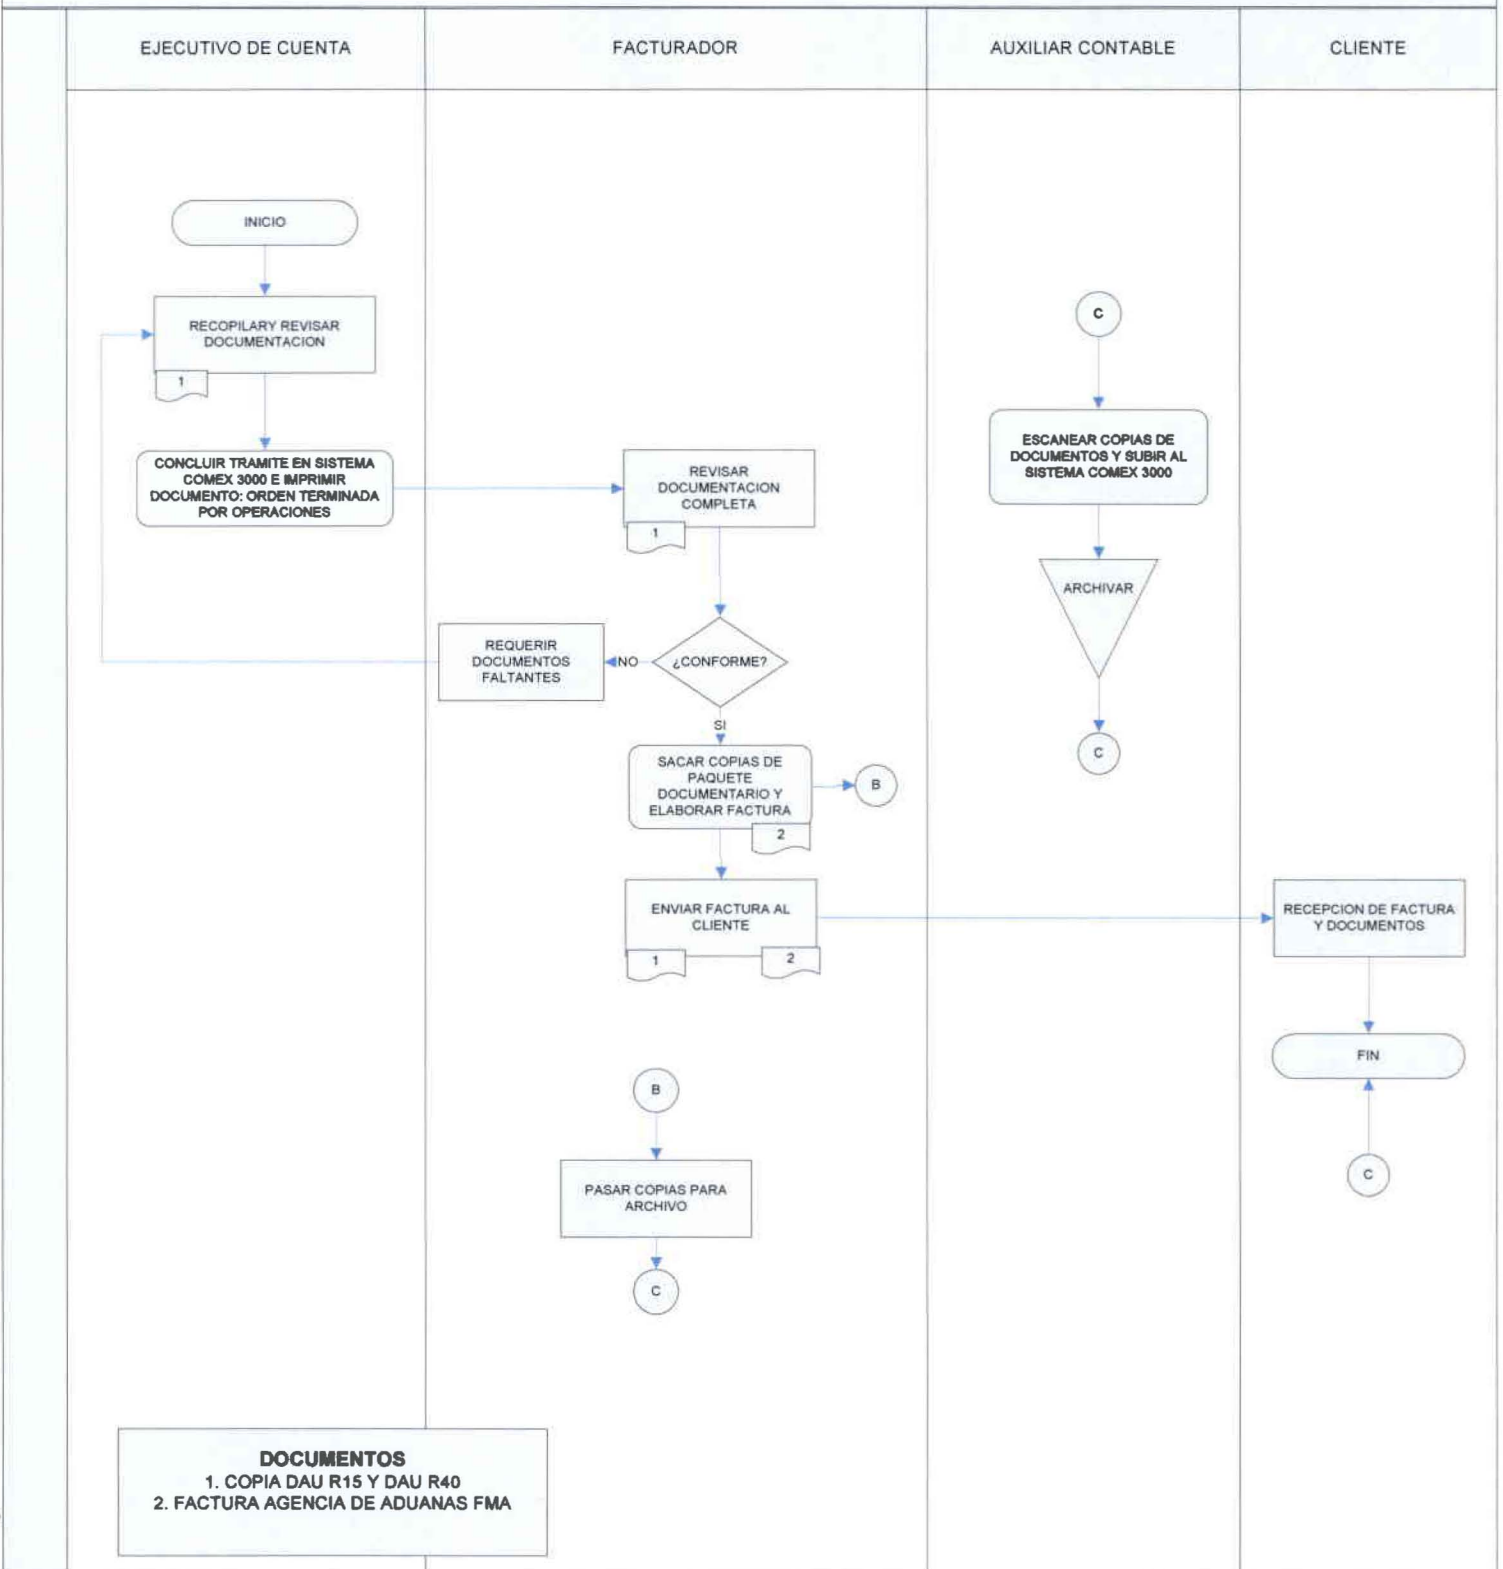 EJECUTIVO DE CUENTA
FACTURADOR
AUXILIAR CONTABLE
CLIENTE
INICIO
RECOPILARY REVISAR
DOCUMENTACION
1
CONCLUIR TRAMITE EN SISTEMA
COMEX 3000 E IMPRIMIR
DOCUMENTO: ORDEN TERMINADA
POR OPERACIONES
REVISAR
DOCUMENTACION
COMPLETA
1
¿CONFORME?
NO
REQUERIR
DOCUMENTOS
FALTANTES
SI
SACAR COPIAS DE
PAQUETE
DOCUMENTARIO Y
ELABORAR FACTURA
2
B
ENVIAR FACTURA AL
CLIENTE
1
2
B
PASAR COPIAS PARA
ARCHIVO
C
C
ESCANEAR COPIAS DE
DOCUMENTOS Y SUBIR AL
SISTEMA COMEX 3000
ARCHIVAR
C
RECEPCION DE FACTURA
Y DOCUMENTOS
FIN
C
DOCUMENTOS
1. COPIA DAU R15 Y DAU R40
2. FACTURA AGENCIA DE ADUANAS FMA